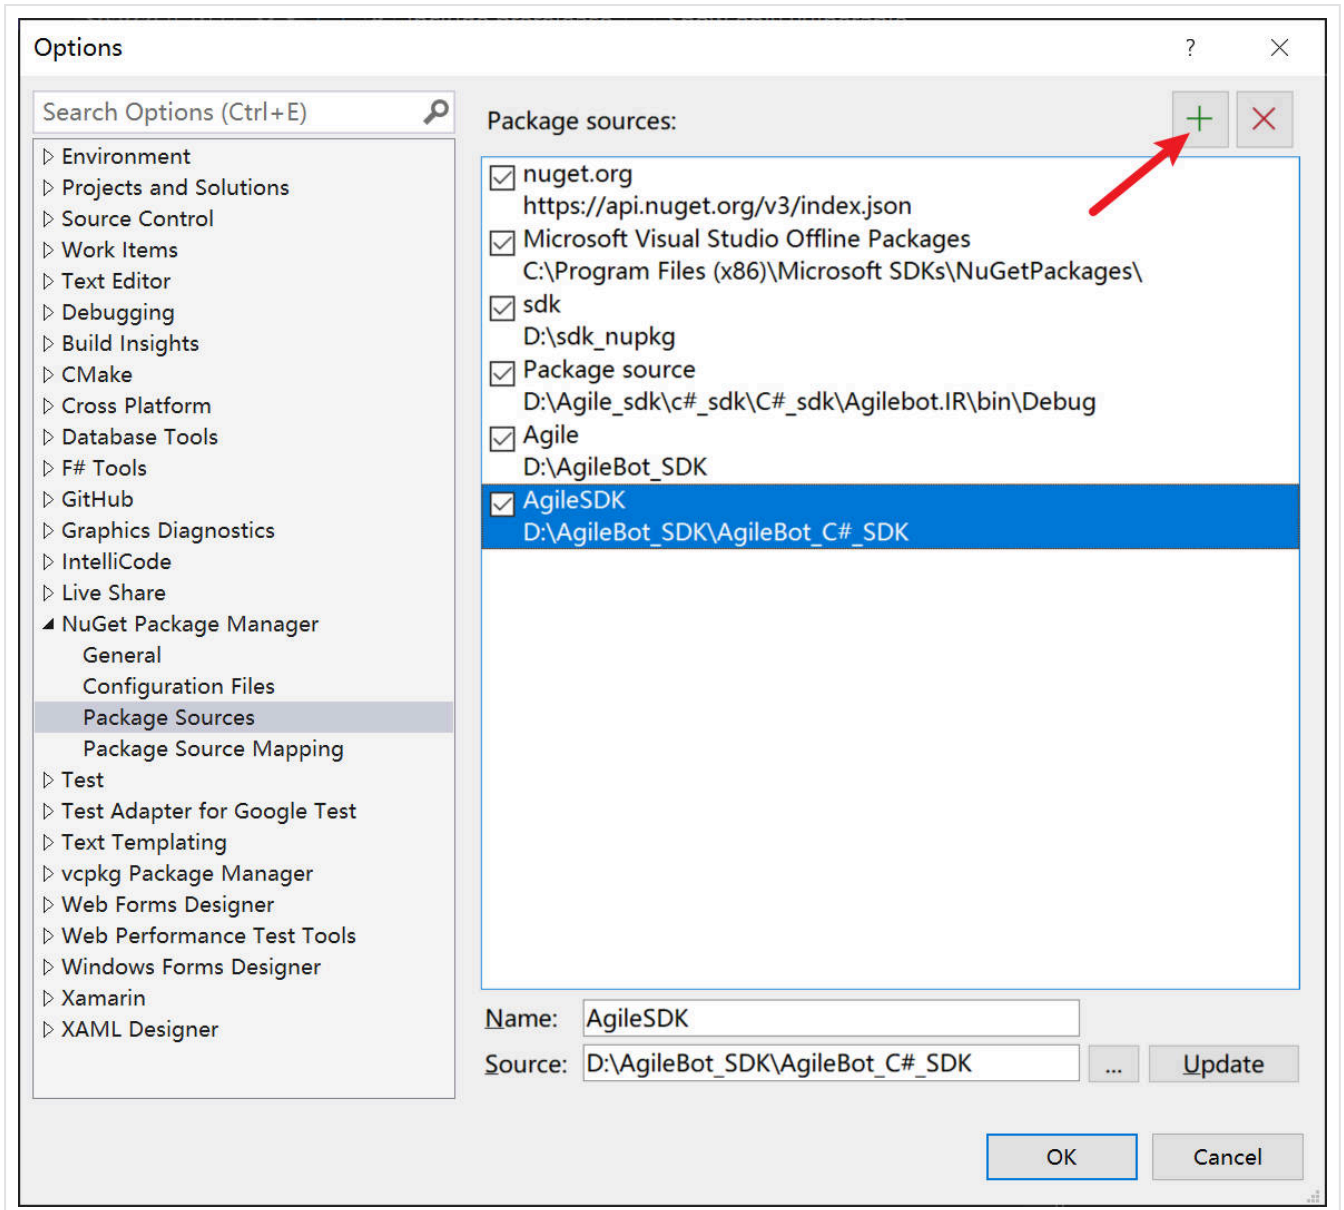 Options
?
Search Options (Ctrl+E)
Environment
Projects and Solutions
Source Control
Work Items
Text Editor
Debugging
Build Insights
CMake
Cross Platform
Database Tools
F# Tools
GitHub
Graphics Diagnostics
IntelliCode
Live Share
NuGet Package Manager
General
Configuration Files
Package Sources
Package Source Mapping
Test
Test Adapter for Google Test
Text Templating
vcpkg Package Manager
Web Forms Designer
Web Performance Test Tools
Windows Forms Designer
Xamarin
XAML Designer
Package sources:
nuget.org
https://api.nuget.org/v3/index.json
Microsoft Visual Studio Offline Packages
C:\Program Files (x86)\Microsoft SDKs\NuGetPackages\
sdk
D:\sdk_nupkg
Package source
D:\Agile_sdk\c#_sdk\C#_sdk\Agilebot.IR\bin\Debug
Agile
D:\AgileBot_SDK
AgileSDK
D:\AgileBot_SDK\AgileBot_C#_SDK
Name: AgileSDK
Source: D:\AgileBot_SDK\AgileBot_C#_SDK ... Update
OK Cancel